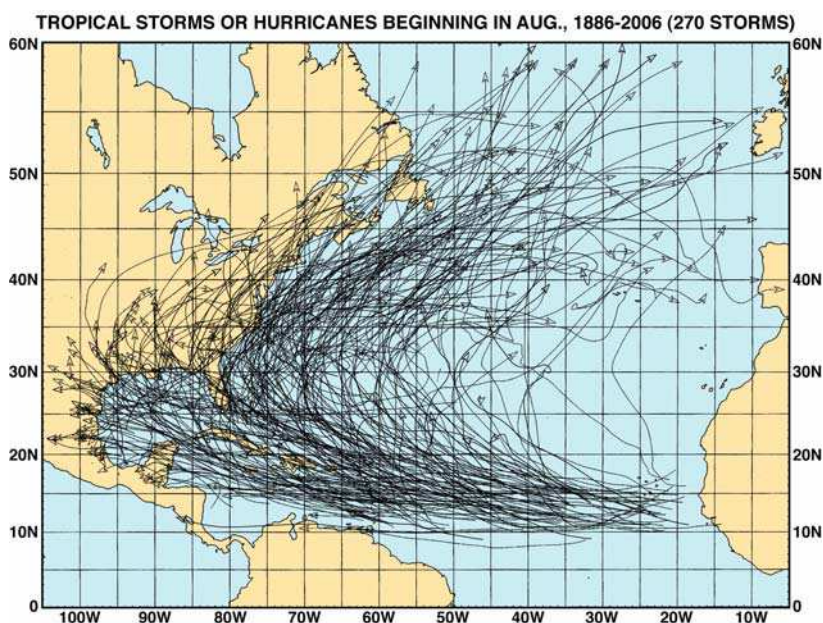 TROPICAL STORMS OR HURRICANES BEGINNING IN AUG., 1886-2006 (270 STORMS)
60N 60N
50N 50N
40N 40N
30N 30N
20N 20N
10N 10N
0 0
100W 90W 80W 70W 60W 50W 40W 30W 20W 10W